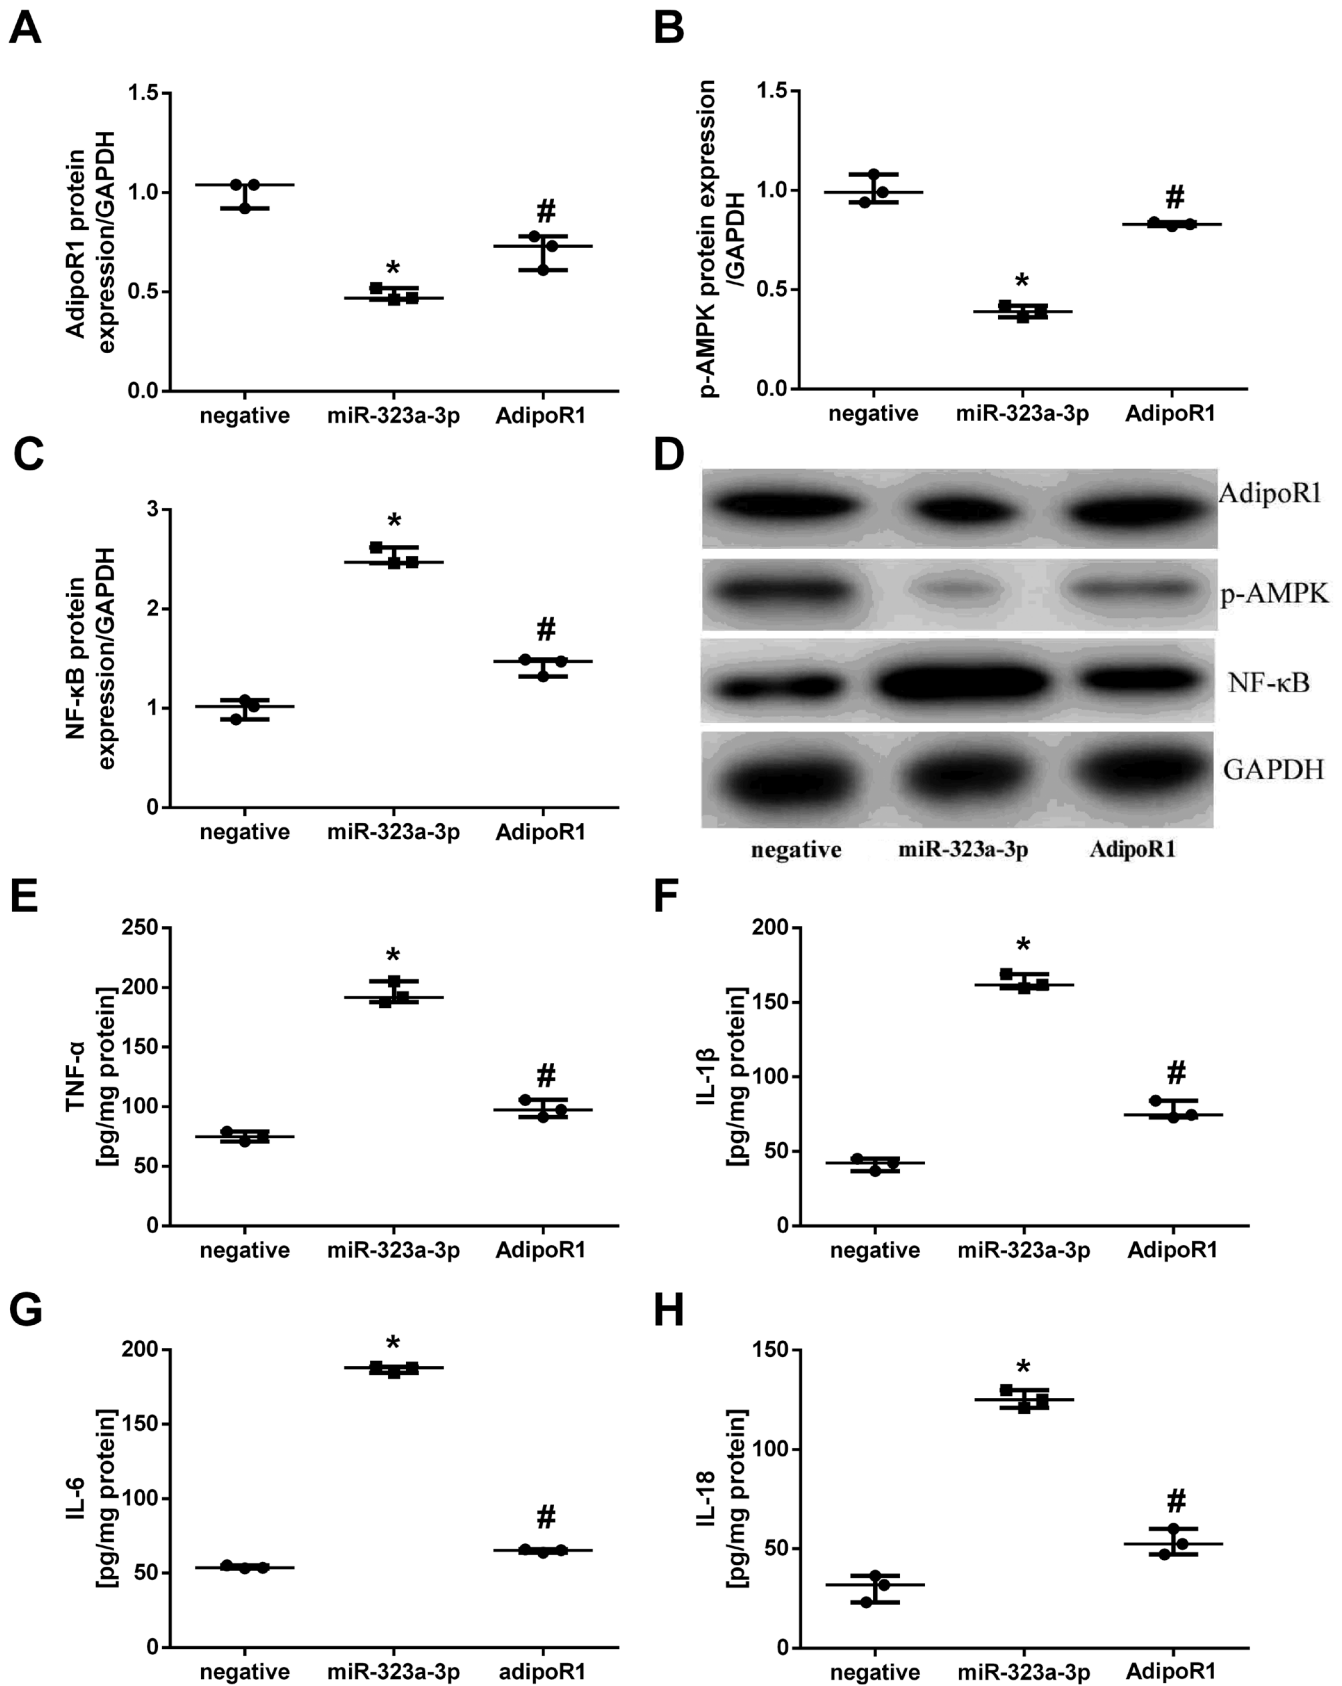 A
AdipoR1 protein
expression/GAPDH
1.5
1.0
0.5
0.0
*
#
negative
miR-323a-3p
AdipoR1
B
p-AMPK protein expression
/GAPDH
1.5
1.0
0.5
0.0
*
#
negative
miR-323a-3p
AdipoR1
C
NF-κB protein
expression/GAPDH
3
2
1
0
*
#
negative
miR-323a-3p
AdipoR1
D
AdipoR1
p-AMPK
NF-κB
GAPDH
negative
miR-323a-3p
AdipoR1
E
TNF-α
[pg/mg protein]
250
200
150
100
50
0
*
#
negative
miR-323a-3p
AdipoR1
F
IL-1β
[pg/mg protein]
200
150
100
50
0
*
#
negative
miR-323a-3p
AdipoR1
G
IL-6
[pg/mg protein]
200
150
100
50
0
*
#
negative
miR-323a-3p
adipoR1
H
IL-18
[pg/mg protein]
150
100
50
0
*
#
negative
miR-323a-3p
AdipoR1